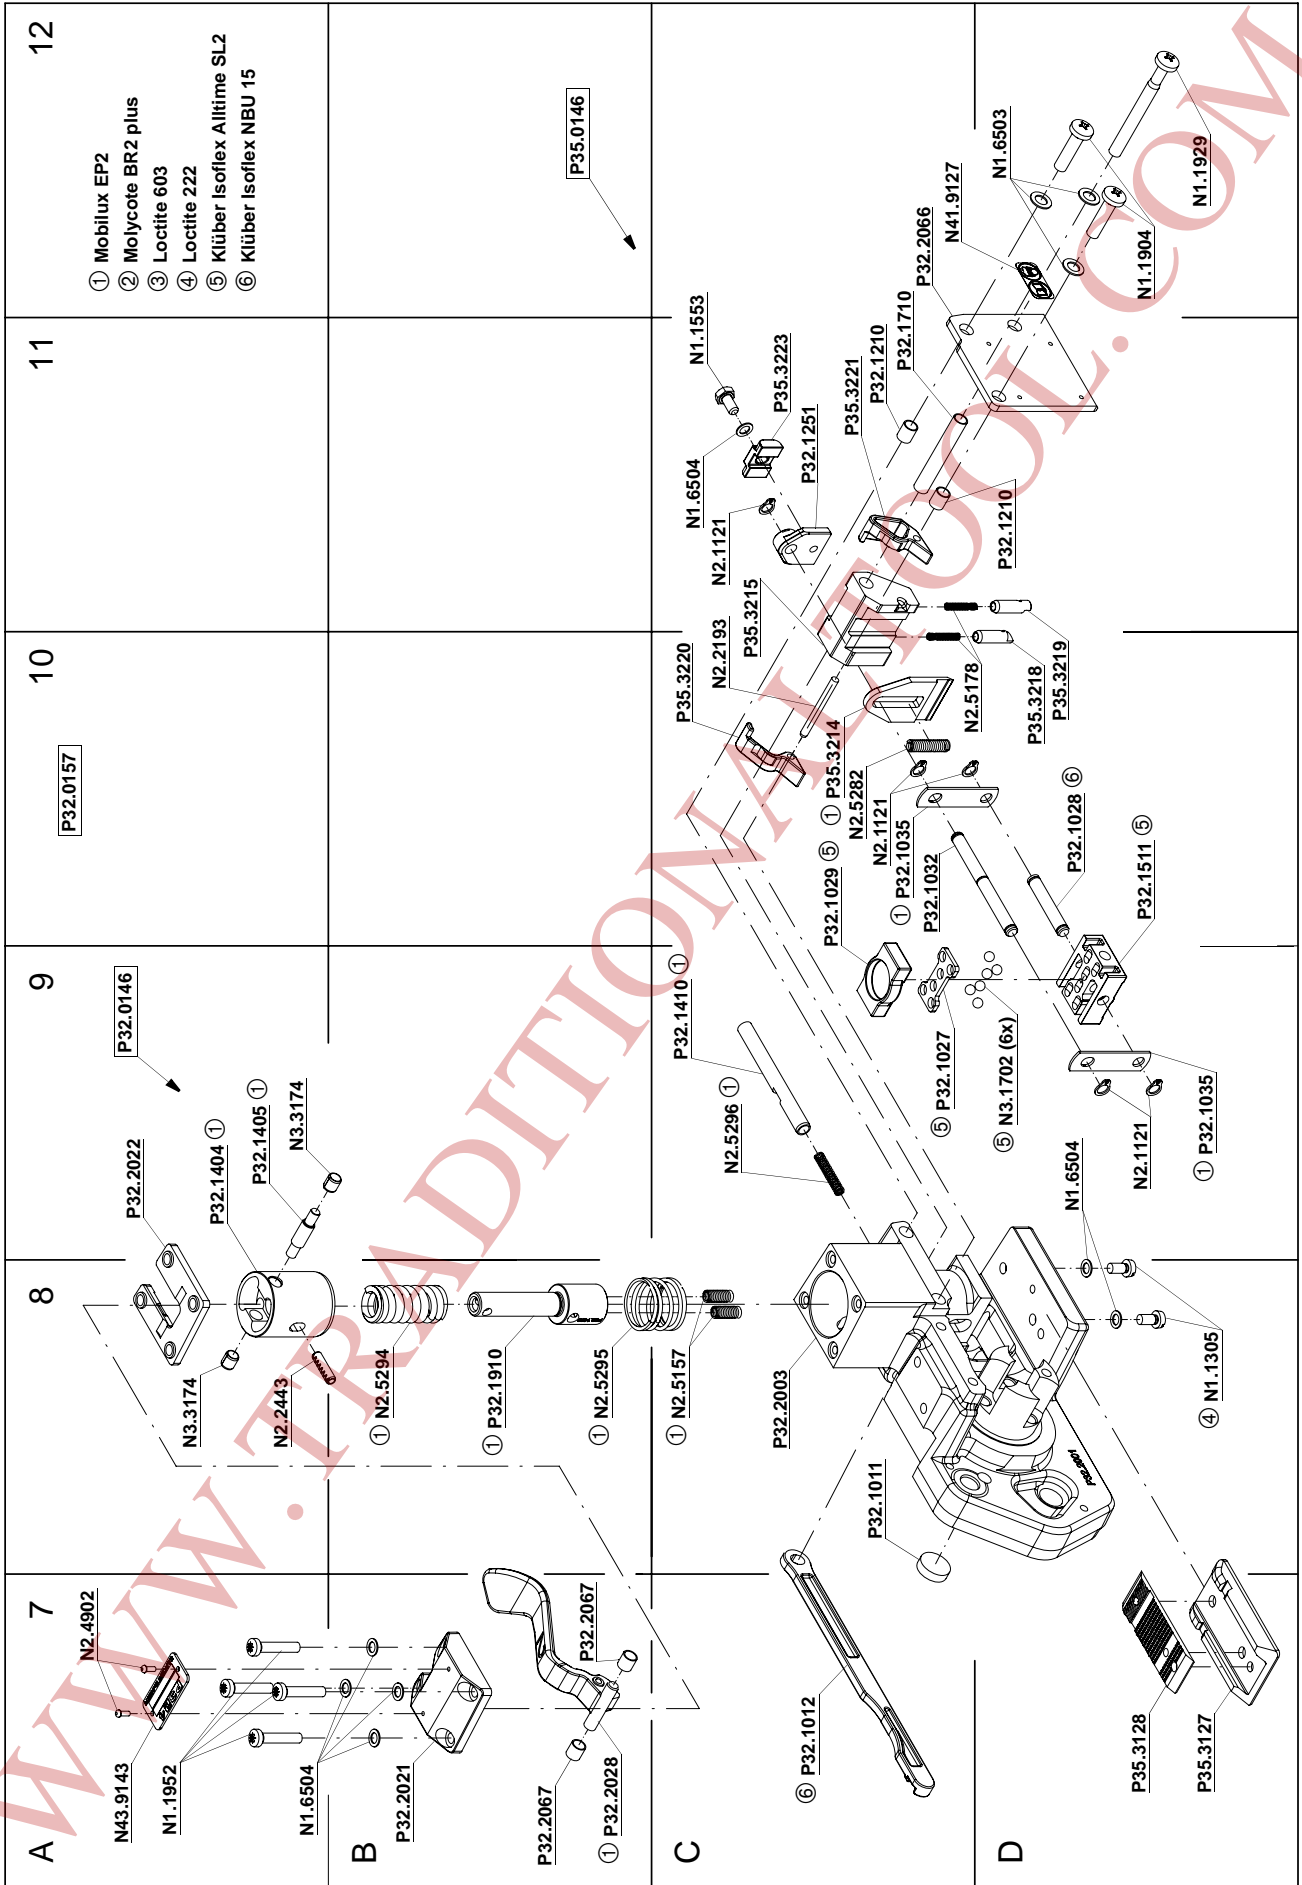 12
11
10
9
8
7
A
B
C
D
① Mobilux EP2
② Molycote BR2 plus
③ Loctite 603
④ Loctite 222
⑤ Klüber Isoflex Alltime SL2
⑥ Klüber Isoflex NBU 15
P32.0157
P32.0146
P35.0146
N2.4902
N43.9143
N1.1952
N1.6504
P32.2021
P32.2067
P32.2067
① P32.2028
P32.2022
P32.1404 ①
P32.1405 ①
N3.3174
N3.3174
N2.2443
① N2.5294
① P32.1910
① N2.5295
① N2.5157
P32.2003
P32.1011
⑥ P32.1012
P35.3128
P35.3127
P32.2001
N2.5296 ①
P32.1410 ①
P32.1029 ⑤
⑤ P32.1027
⑤ N3.1702 (6x)
N1.6504
④ N1.1305
N2.1121
① P32.1035
P32.1511 ⑤
P32.1028 ⑥
P32.1032
① P32.1035
N2.1121
N2.5282
① P35.3214
P35.3220
N2.2193
P35.3215
N2.1121
N1.6504
N1.1553
P35.3223
P32.1251
P35.3221
P32.1210
P32.1710
P32.2066
N41.9127
N1.6503
N1.1929
N1.1904
P32.1210
N2.5178
P35.3218
P35.3219
WWW.TRADITIONALTOOL.COM